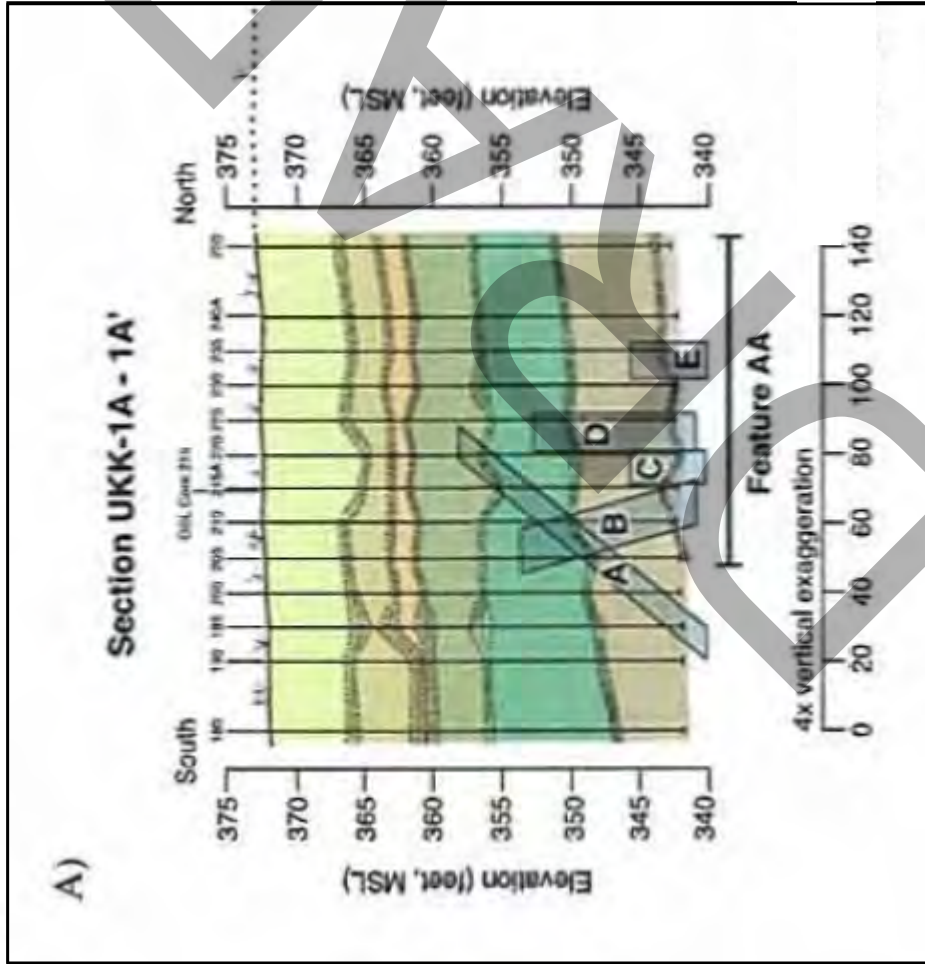 A)
Section UKK-1A - 1A'
South
North
Elevation (feet, MSL)
375
370
365
360
355
350
345
340
Elevation (feet, MSL)
375
370
365
360
355
350
345
340
A
B
C
D
E
Feature AA
4x vertical exaggeration
0 20 40 60 80 100 120 140